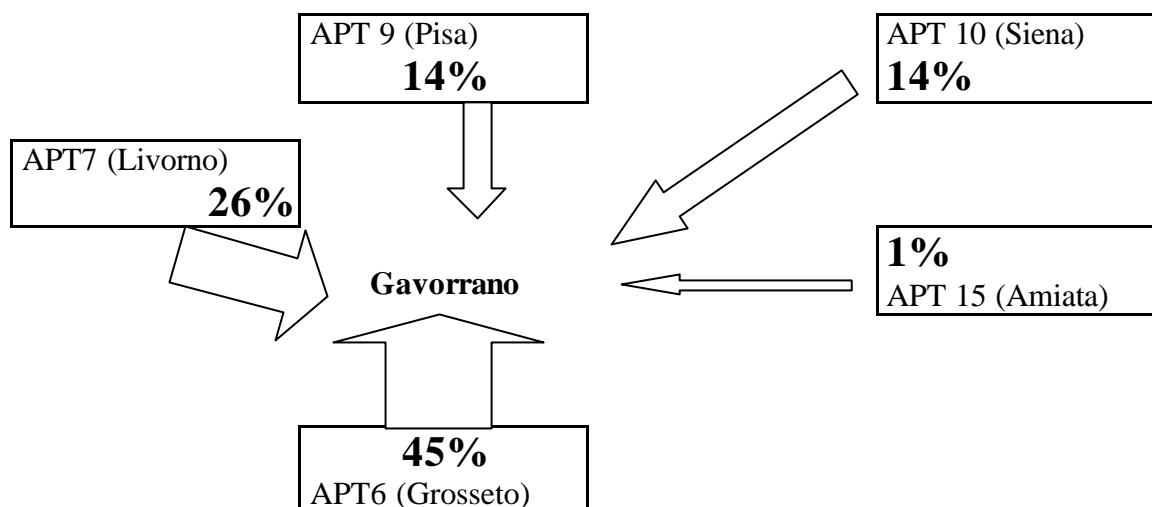 APT 9 (Pisa)
14%
APT 10 (Siena)
14%
APT7 (Livorno)
26%
Gavorrano
1%
APT 15 (Amiata)
45%
APT6 (Grosseto)